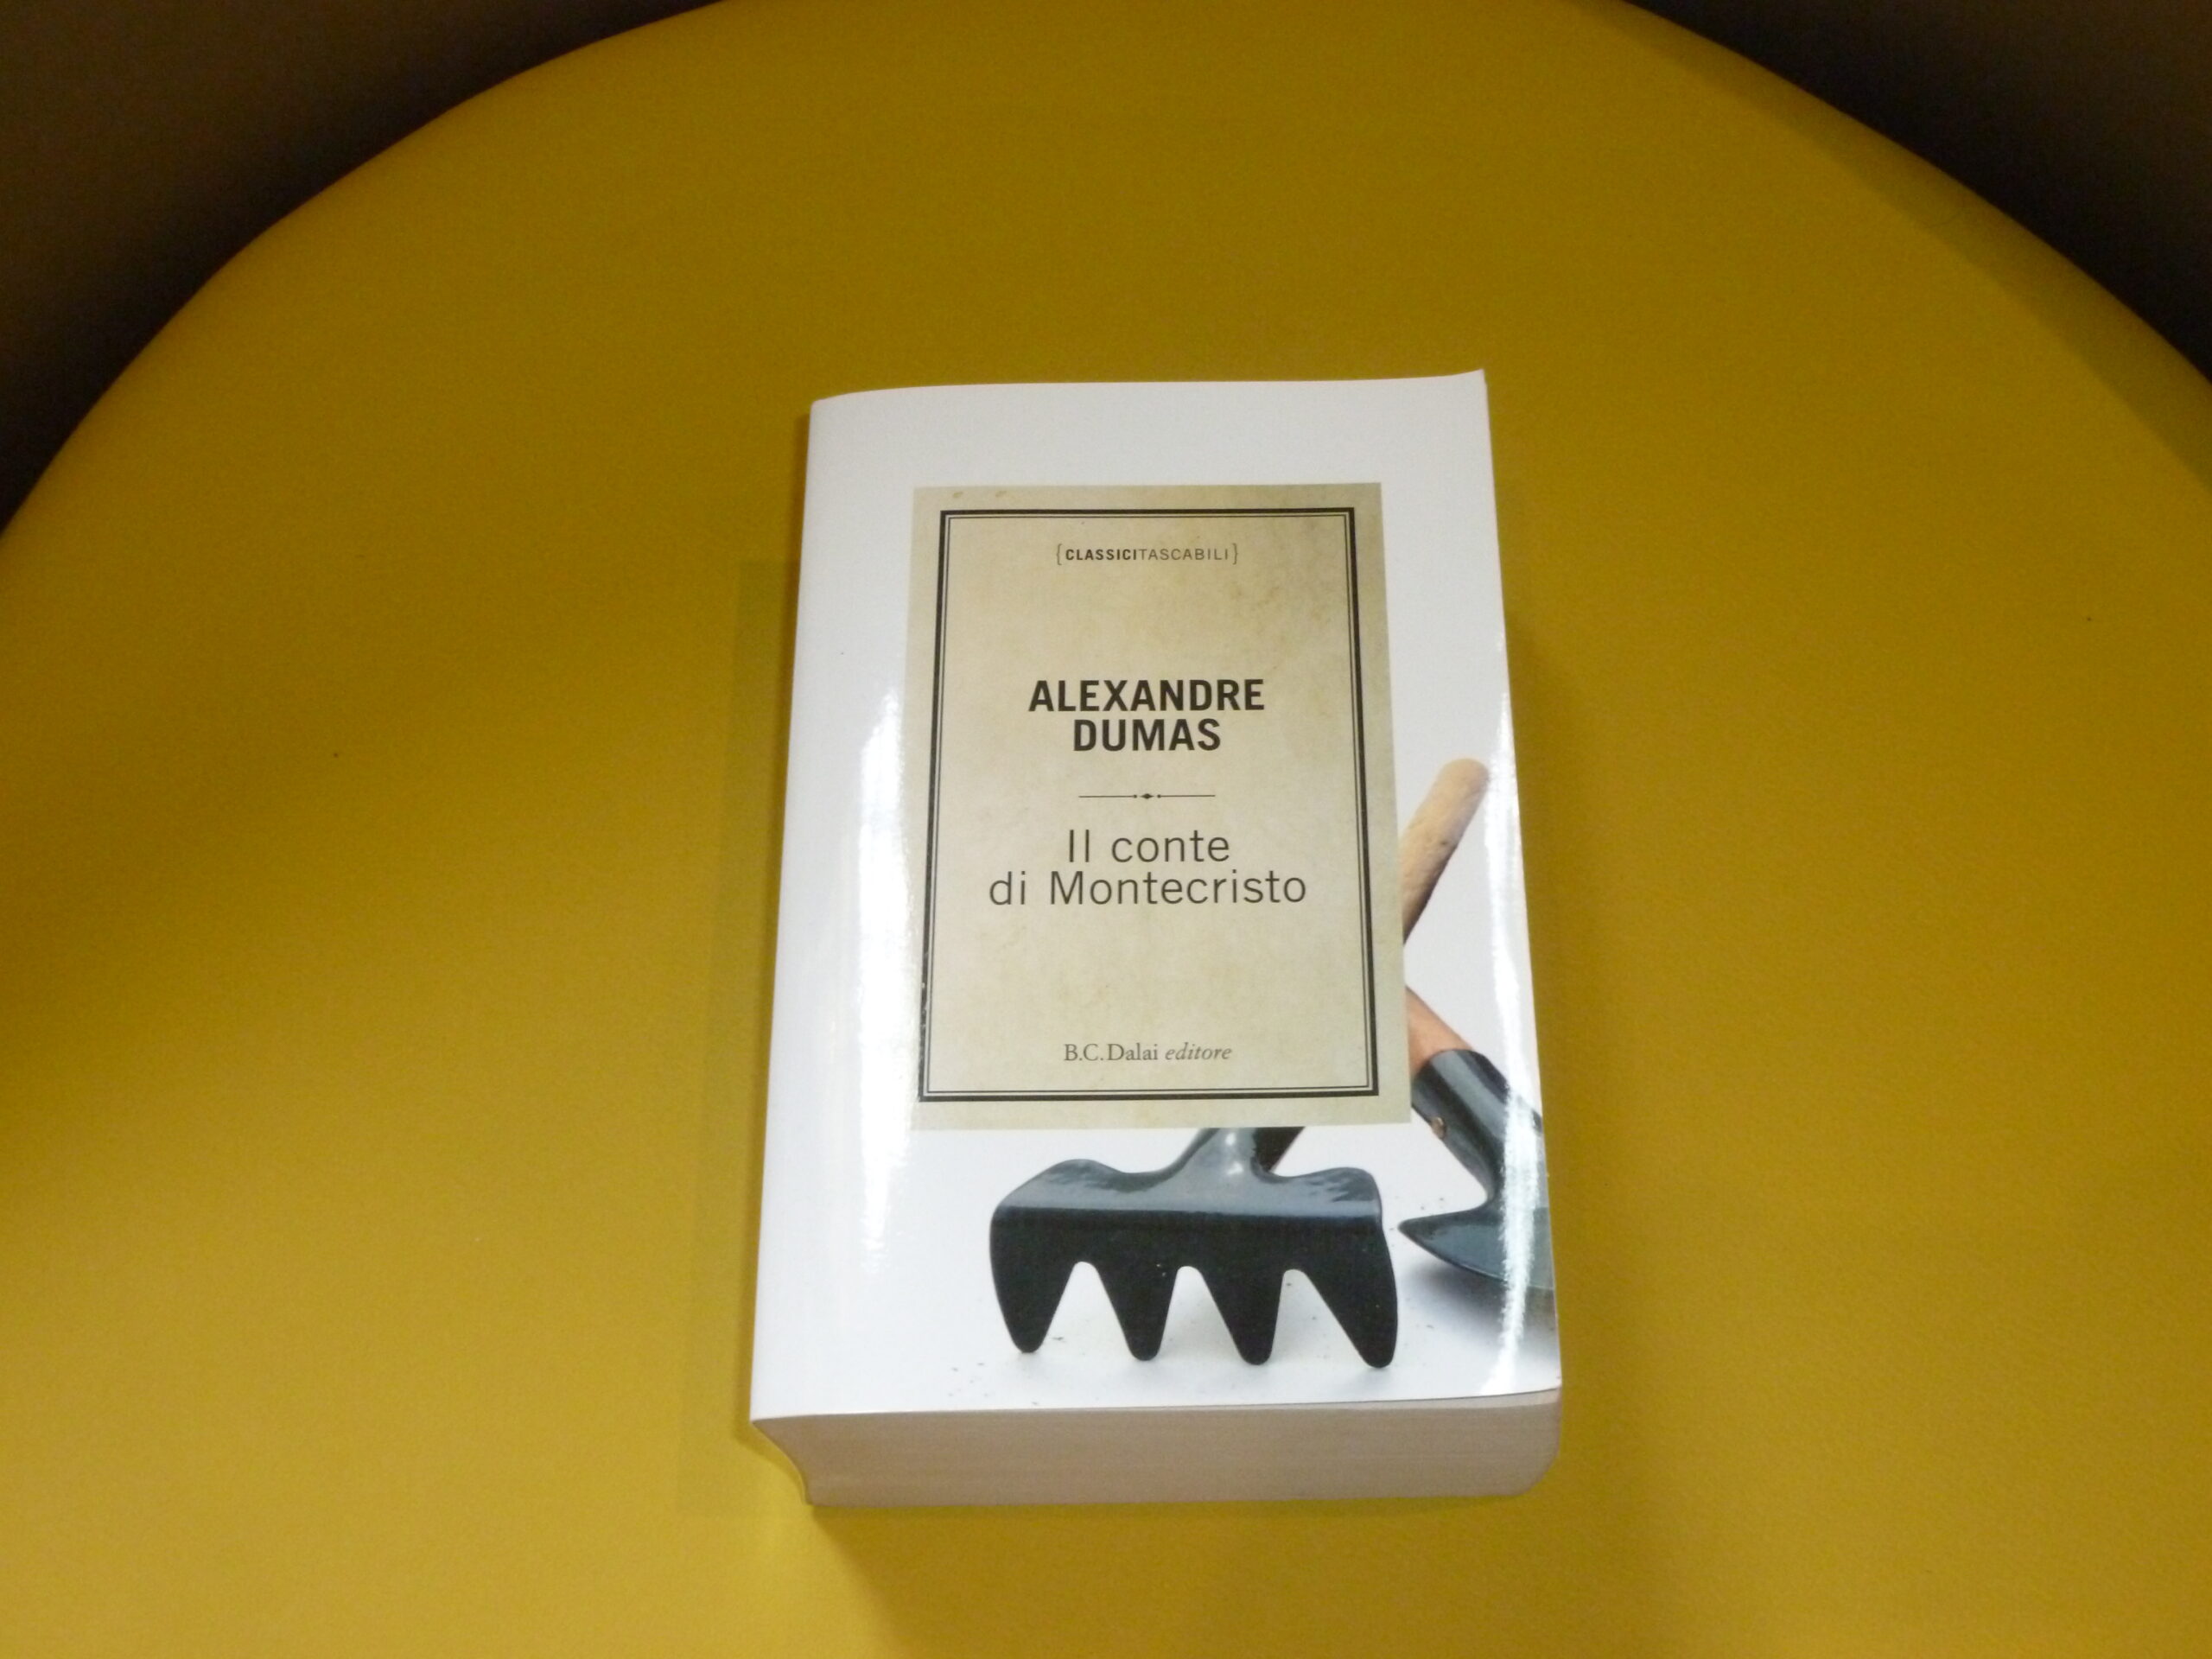 {CLASSICITASCABILI}
ALEXANDRE
DUMAS
Il conte
di Montecristo
B.C.Dalai editore